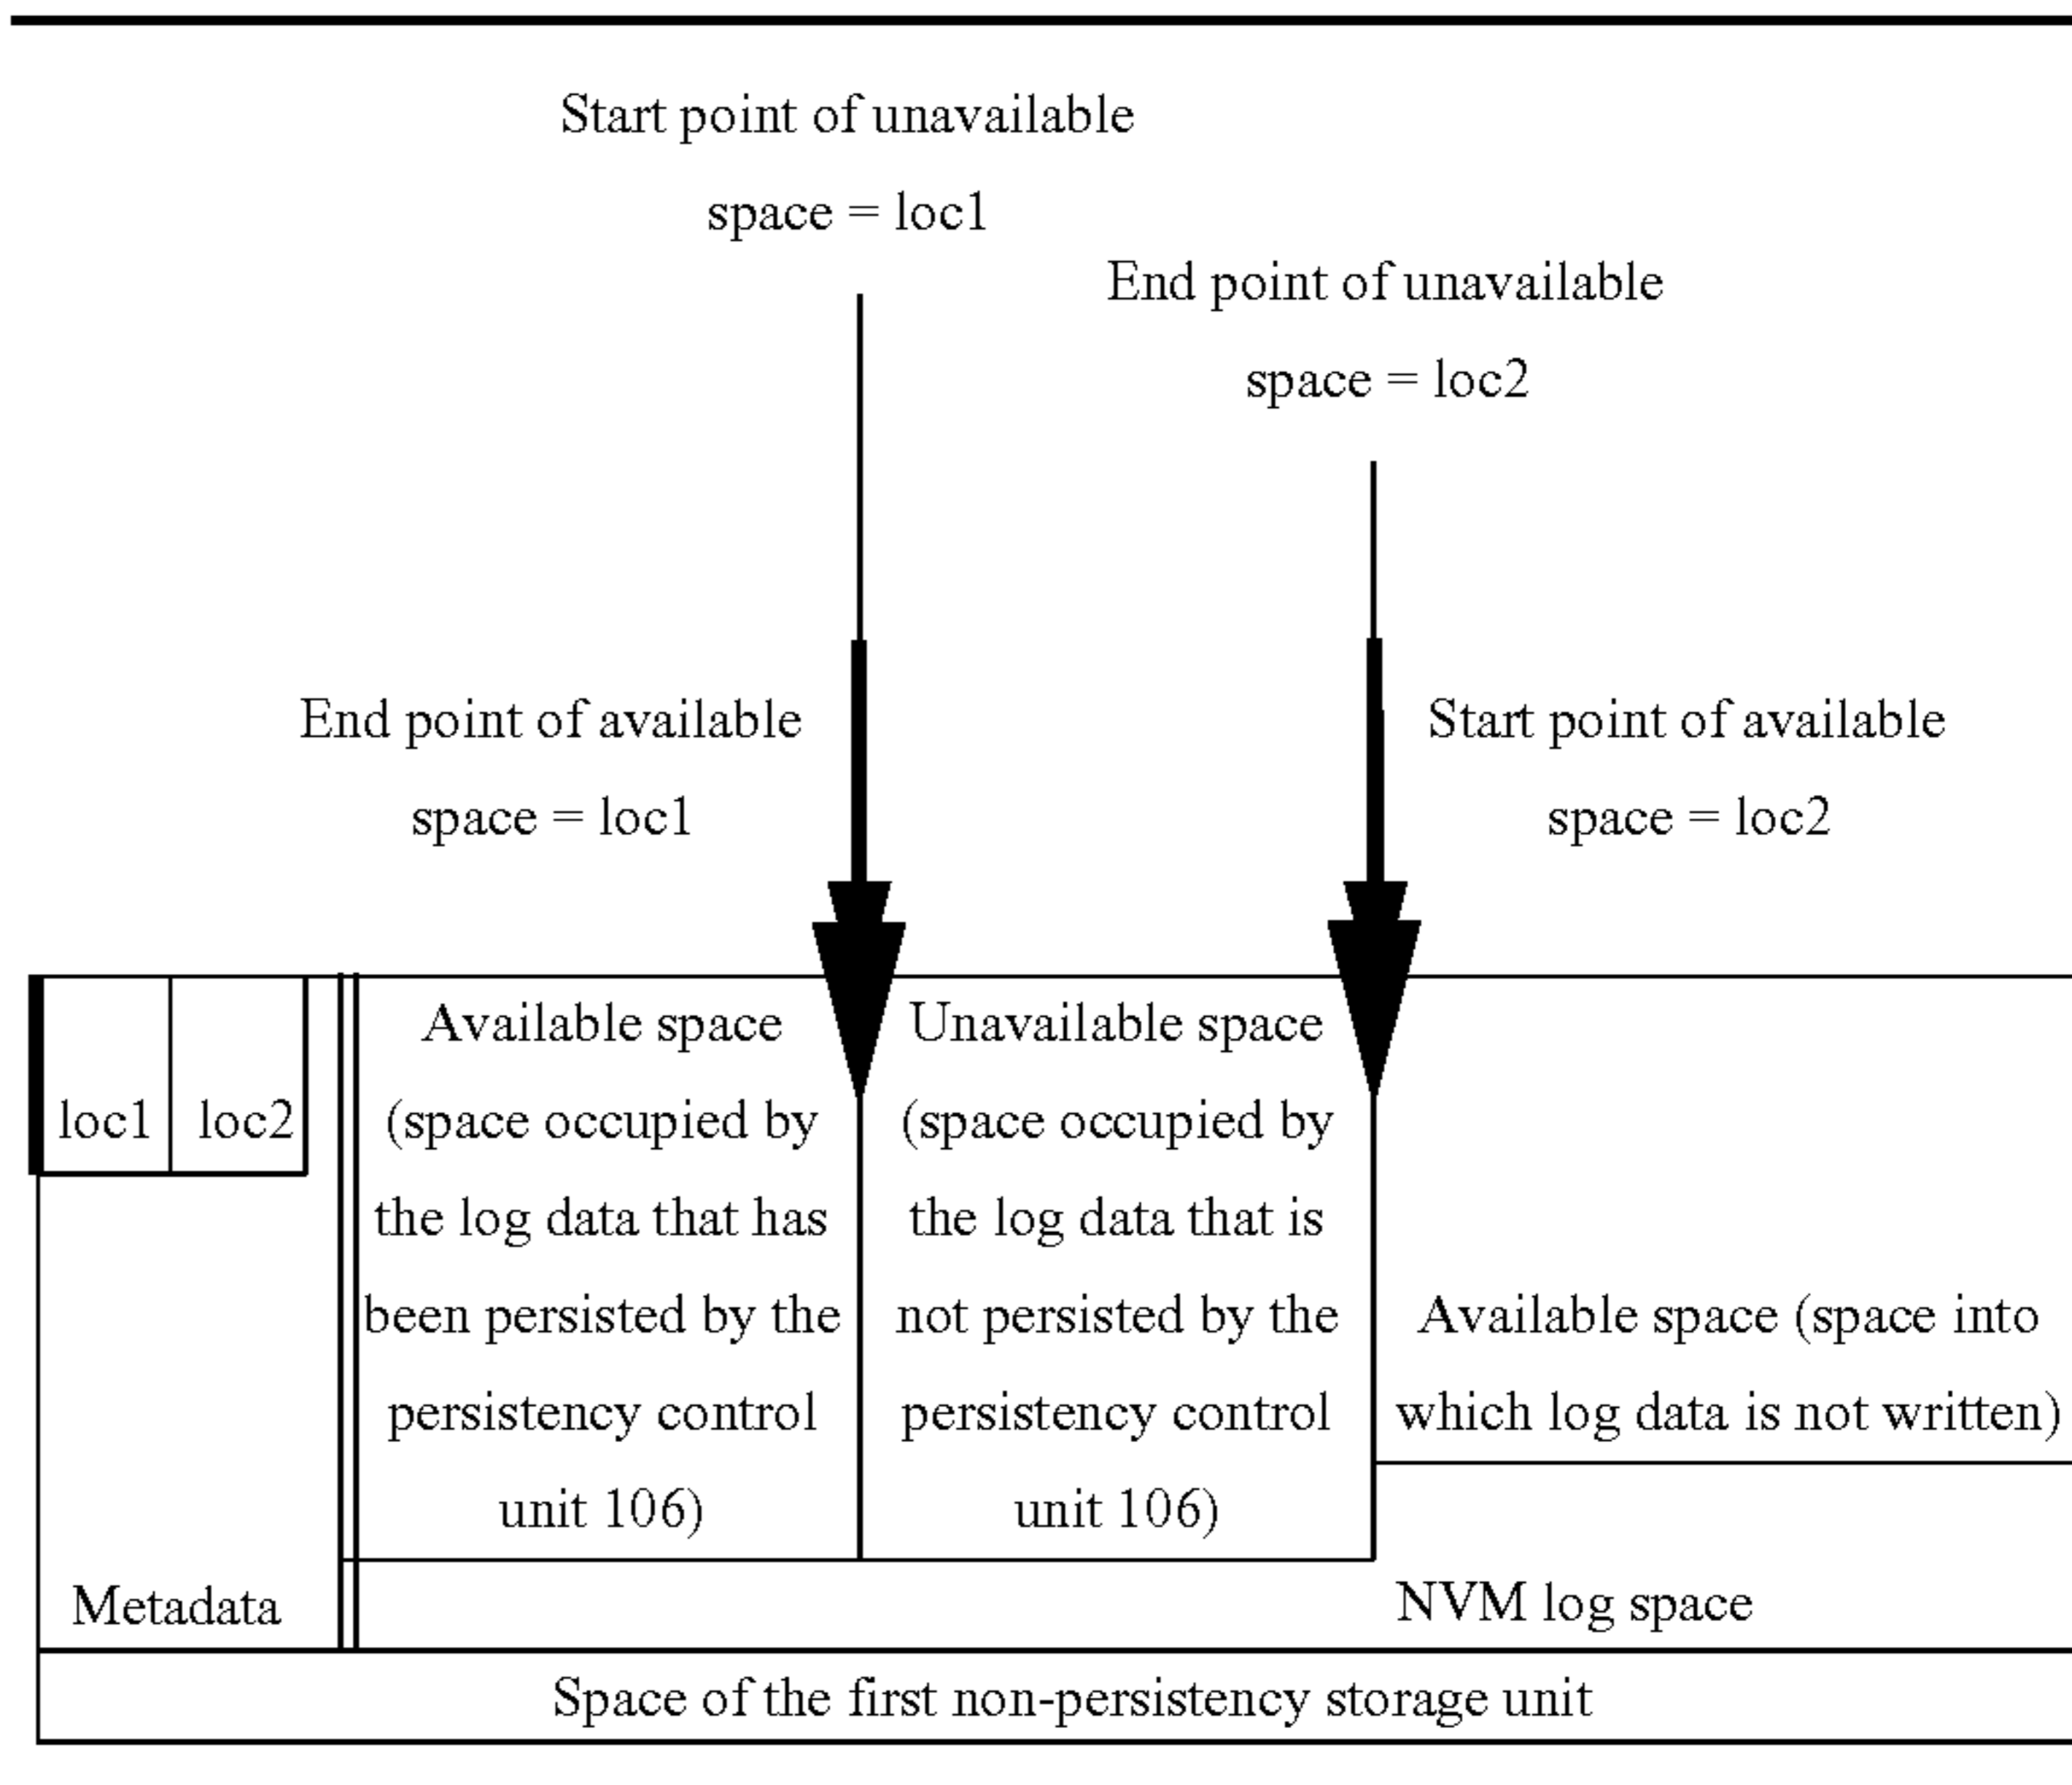 Start point of unavailable
space = loc1
End point of unavailable
space = loc2
End point of available
space = loc1
Start point of available
space = loc2
loc1
loc2
Metadata
Available space
(space occupied by
the log data that has
been persisted by the
persistency control
unit 106)
Unavailable space
(space occupied by
the log data that is
not persisted by the
persistency control
unit 106)
Available space (space into
which log data is not written)
NVM log space
Space of the first non-persistency storage unit